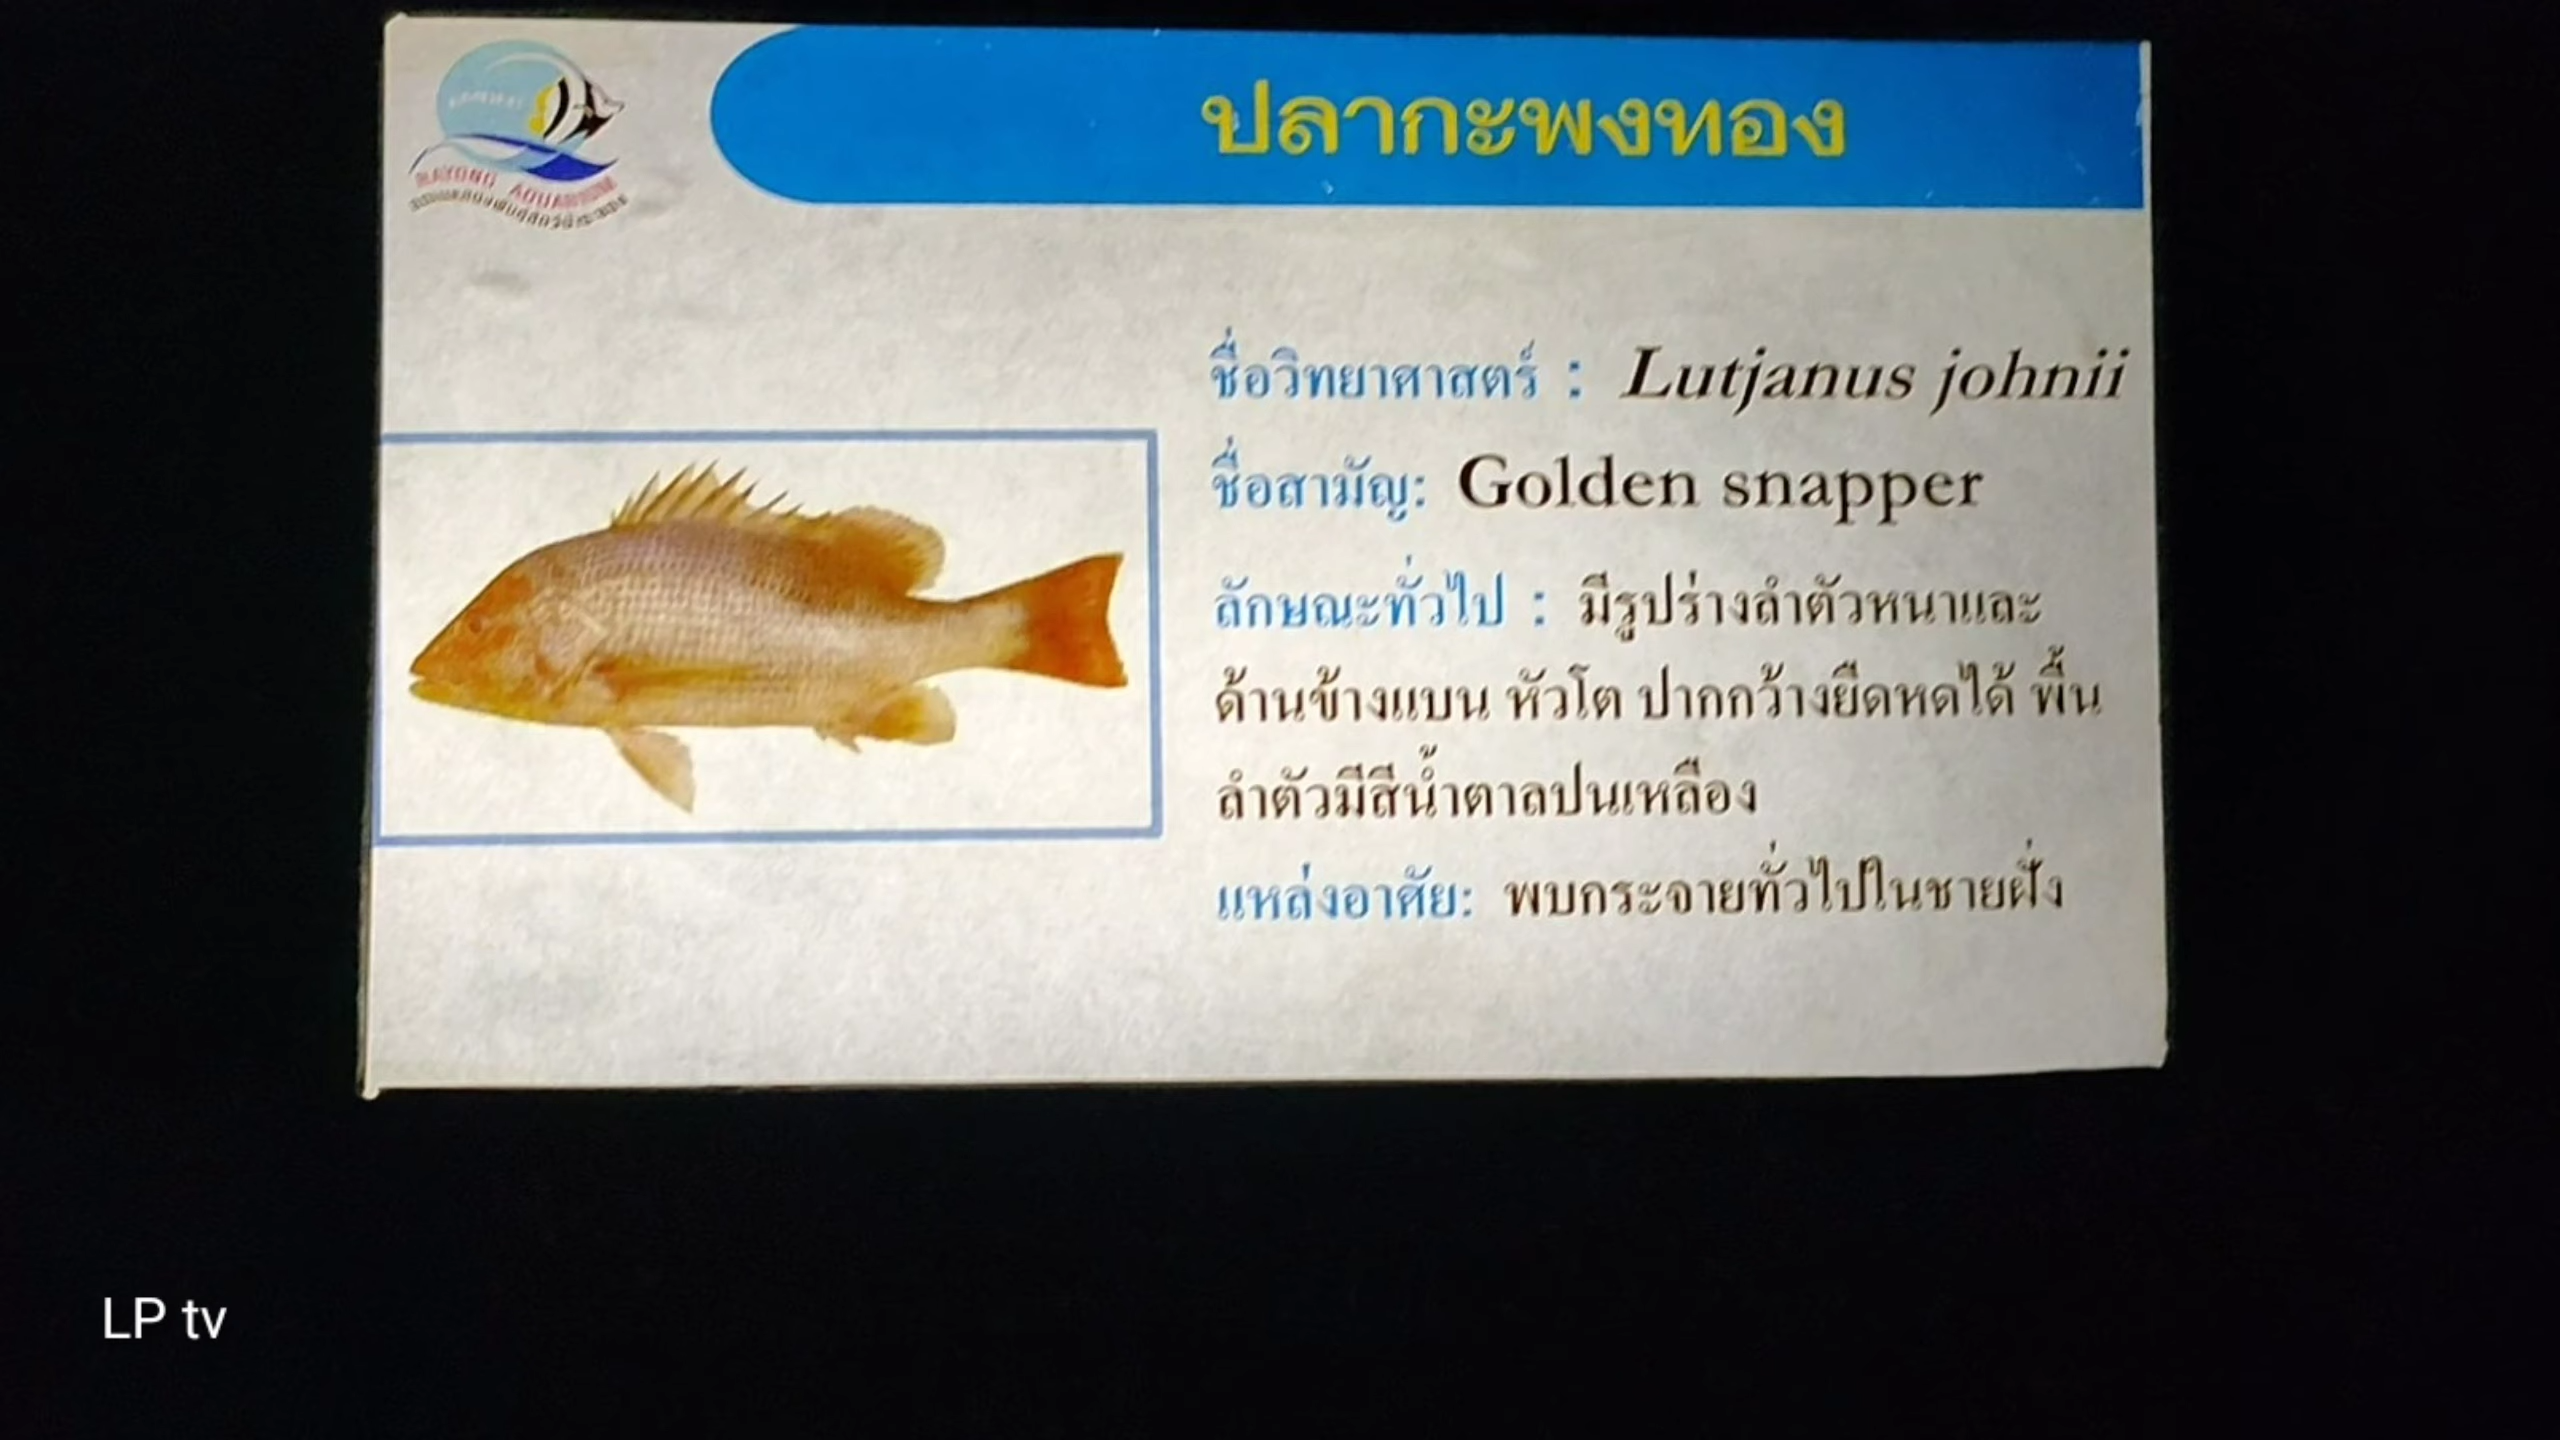 ปลากะพงทอง
RAYONG AQUARIUM
ชื่อวิทยาศาสตร์ : Lutjanus johnii
ชื่อสามัญ: Golden snapper
ลักษณะทั่วไป : มีรูปร่างลำตัวหนาและ
ด้านข้างแบน หัวโต ปากกว้างยืดหดได้ พื้น
ลำตัวมีสีน้ำตาลปนเหลือง
แหล่งอาศัย: พบกระจายทั่วไปในชายฝั่ง
LP tv